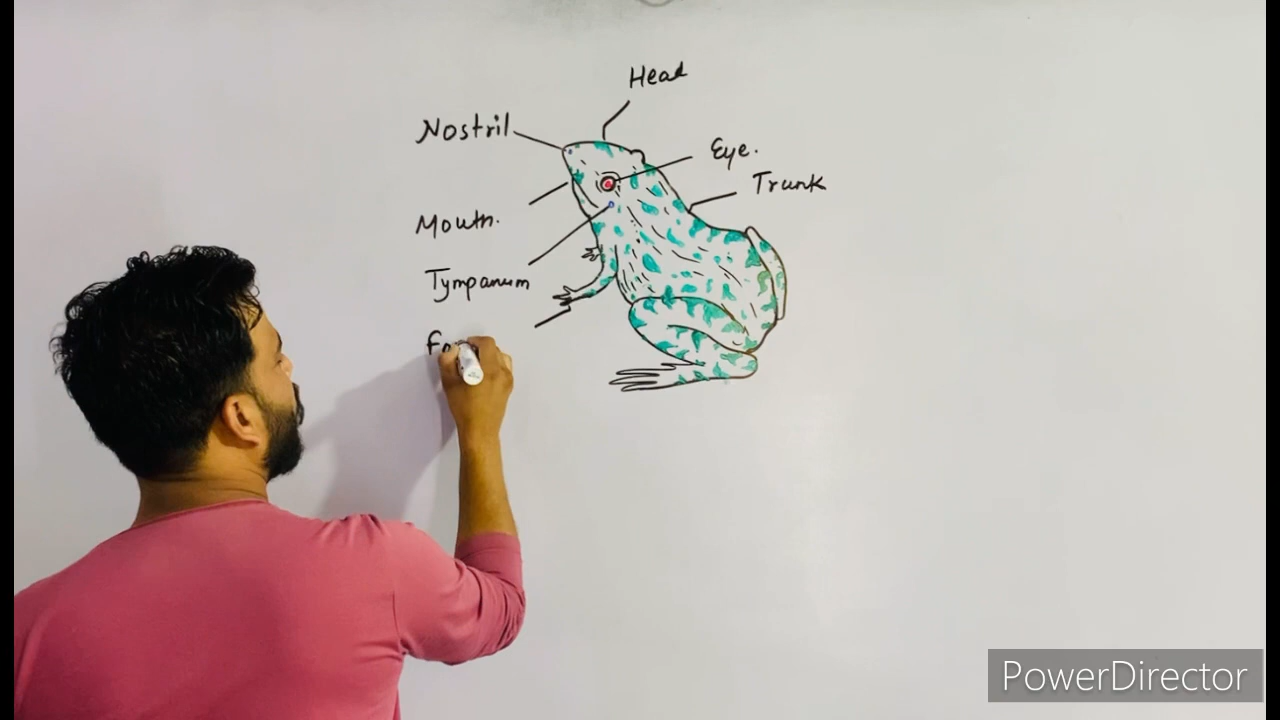 Head
Nostril
Eye.
Trunk
Mouth.
Tympanum
PowerDirector